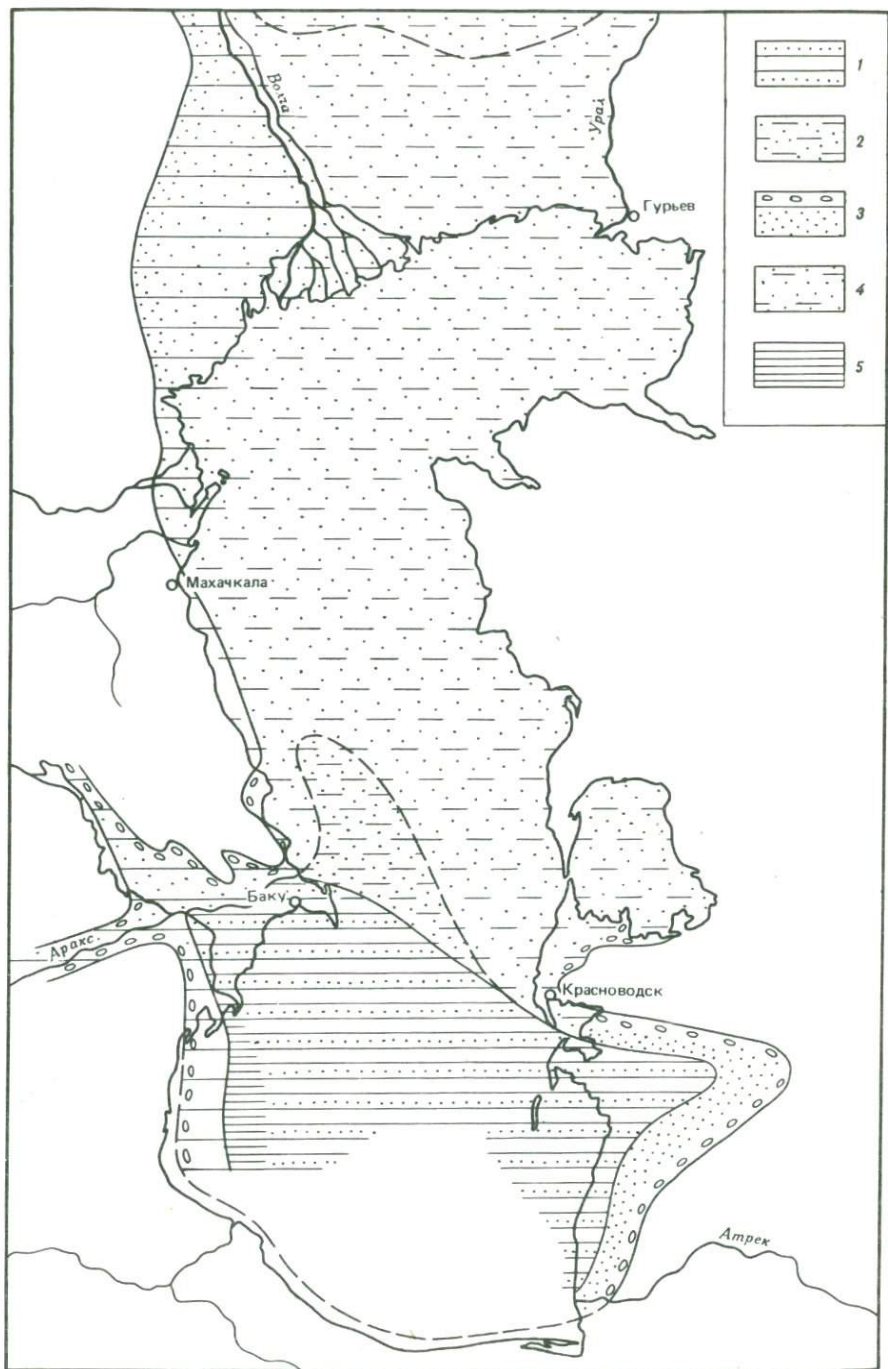 Волга
Урал
Гурьев
Махачкала
Баку
Аракс
Красноводск
Атрек
1
2
3
4
5